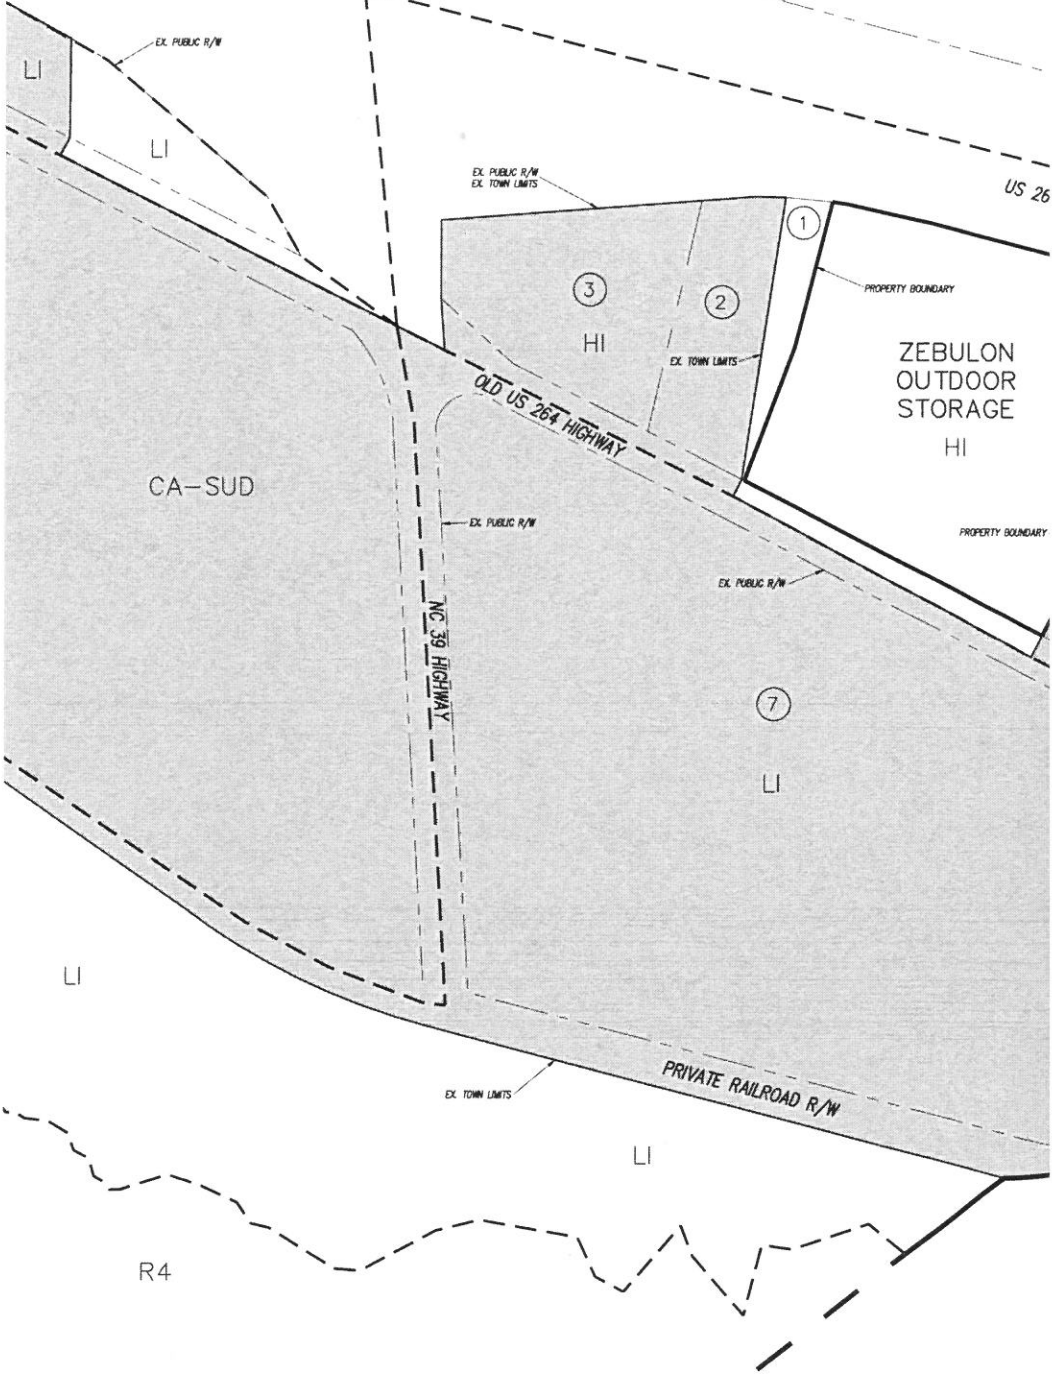 EX. PUBLIC R/W
LI
LI
EX. PUBLIC R/W
EX. TOWN LIMITS
US 26
1
PROPERTY BOUNDARY
3
2
HI
EX. TOWN LIMITS
ZEBULON
OUTDOOR
STORAGE
HI
OLD US 264 HIGHWAY
CA-SUD
EX. PUBLIC R/W
PROPERTY BOUNDARY
EX. PUBLIC R/W
NC 39 HIGHWAY
7
LI
LI
PRIVATE RAILROAD R/W
EX. TOWN LIMITS
LI
R4